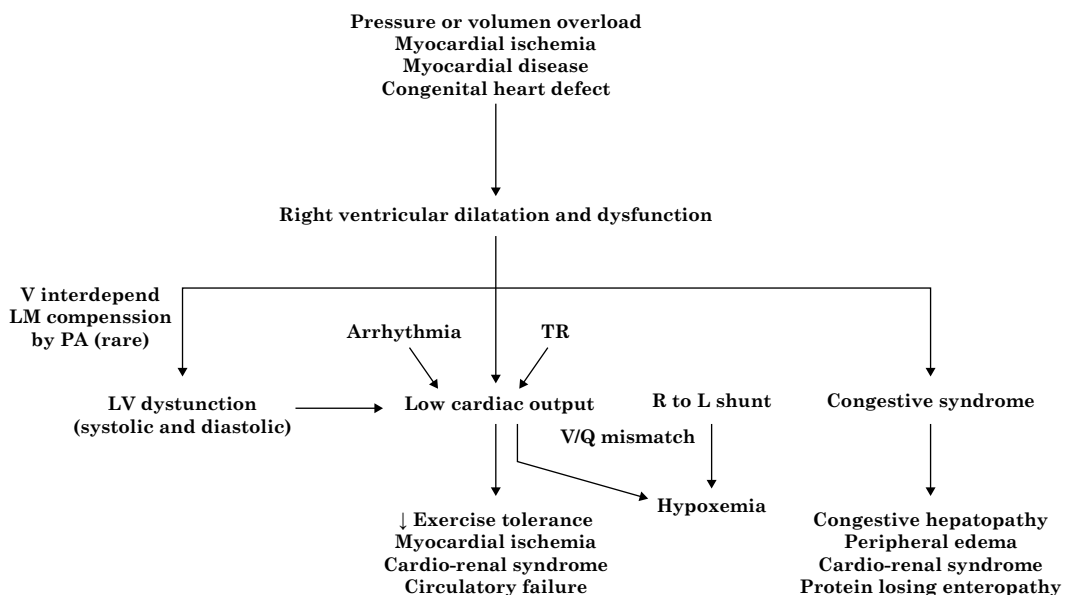 Pressure or volumen overload
Myocardial ischemia
Myocardial disease
Congenital heart defect
Right ventricular dilatation and dysfunction
V interdepend
LM compenssion
by PA (rare)
Arrhythmia
TR
LV dystunction
(systolic and diastolic)
Low cardiac output
R to L shunt
Congestive syndrome
V/Q mismatch
Hypoxemia
↓ Exercise tolerance
Myocardial ischemia
Cardio-renal syndrome
Circulatory failure
Congestive hepatopathy
Peripheral edema
Cardio-renal syndrome
Protein losing enteropathy